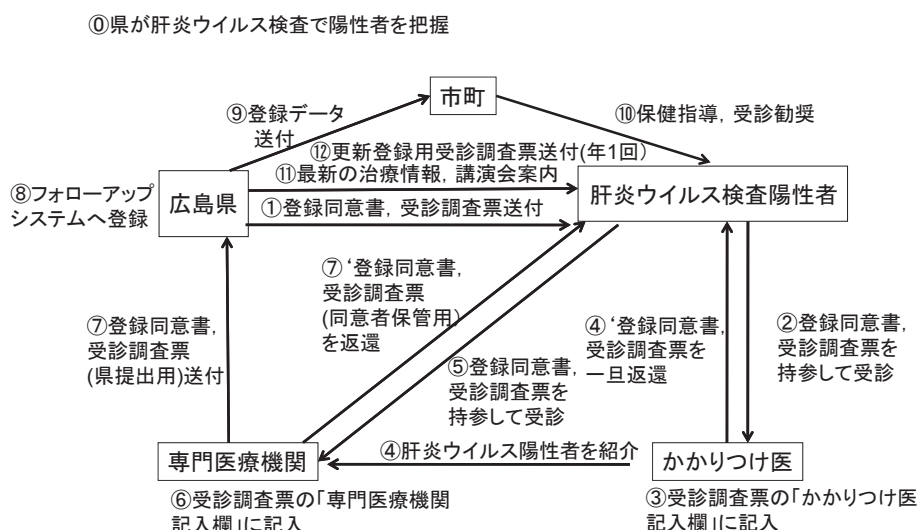 ⓪県が肝炎ウイルス検査で陽性者を把握
市町
⑨登録データ
送付
⑩保健指導，受診勧奨
⑫更新登録用受診調査票送付(年1回)
⑪最新の治療情報，講演会案内
⑧フォローアップ
システムへ登録
広島県
肝炎ウイルス検査陽性者
①登録同意書，受診調査票送付
⑦‘登録同意書，
受診調査票
(同意者保管用)
を返還
⑦登録同意書，
受診調査票
(県提出用)送付
④‘登録同意書，
受診調査票を
一旦返還
②登録同意書，
受診調査票を
持参して受診
⑤登録同意書，
受診調査票を
持参して受診
専門医療機関
④肝炎ウイルス陽性者を紹介
かかりつけ医
⑥受診調査票の「専門医療機関
記入欄」に記入
③受診調査票の「かかりつけ医
記入欄」に記入